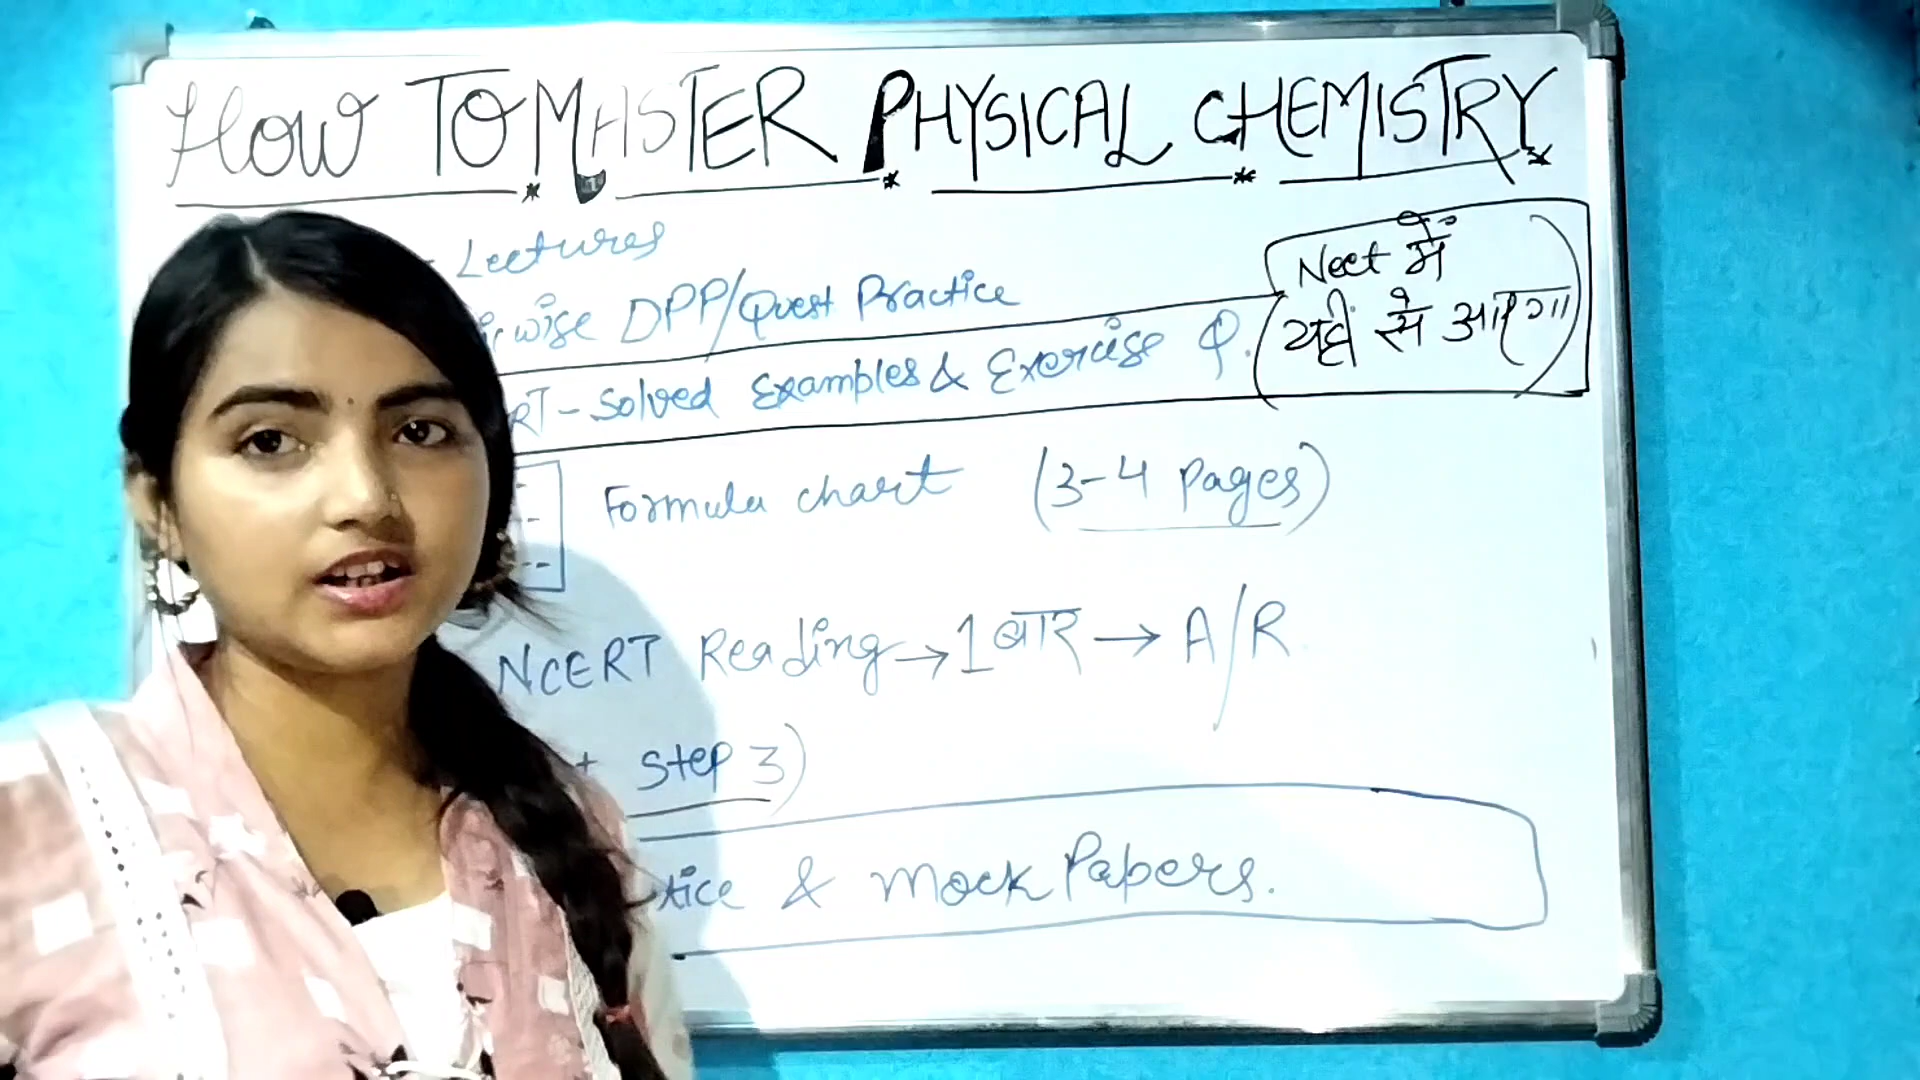 How TO MASTER PHYSICAL CHEMISTRY
- Lectures
wise DPP/Quest Practice
RT - Solved Examples & Exercise Q.
Neet में
यहीं से आएगा
Formula chart (3-4 pages)
NCERT Reading → 1 बार → A/R
+ Step 3)
tice & Mock Papers.